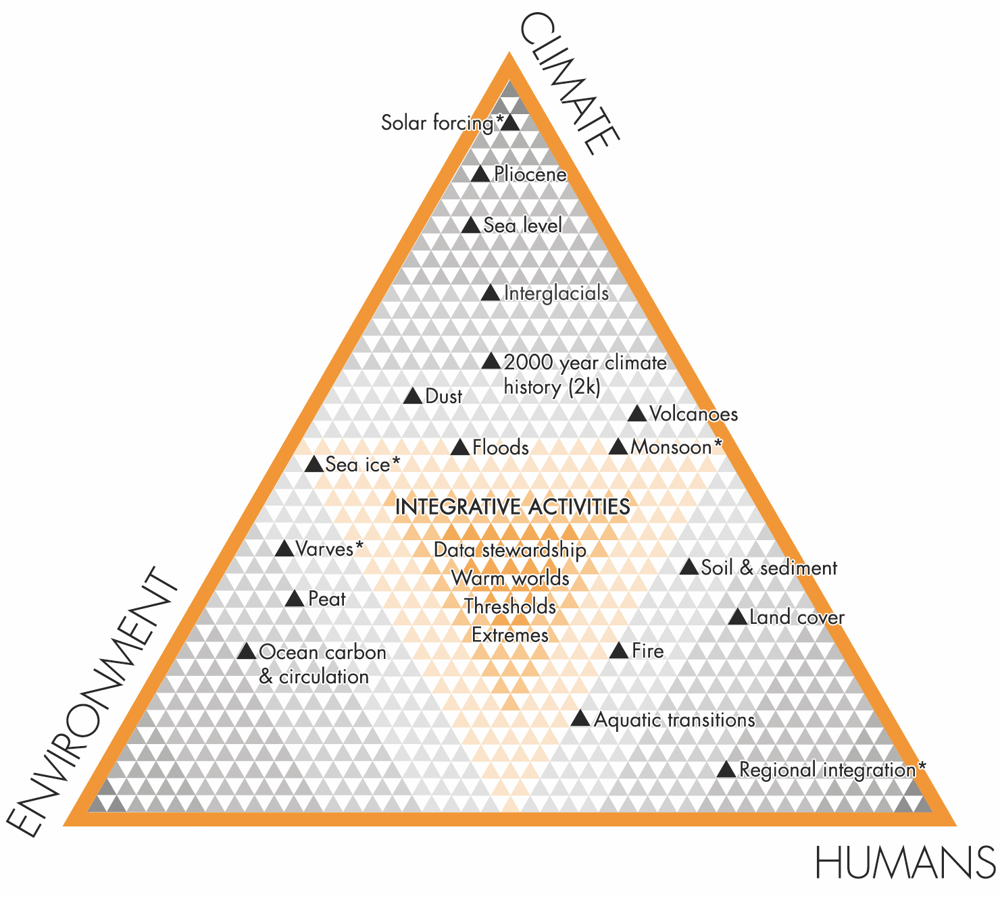 CLIMATE
Solar forcing*
Pliocene
Sea level
Interglacials
2000 year climate
history (2k)
Dust
Volcanoes
Floods
Monsoon*
Sea ice*
INTEGRATIVE ACTIVITIES
Data stewardship
Varves*
Soil & sediment
Warm worlds
Peat
Thresholds
Land cover
Extremes
Ocean carbon
& circulation
Fire
Aquatic transitions
Regional integration*
ENVIRONMENT
HUMANS